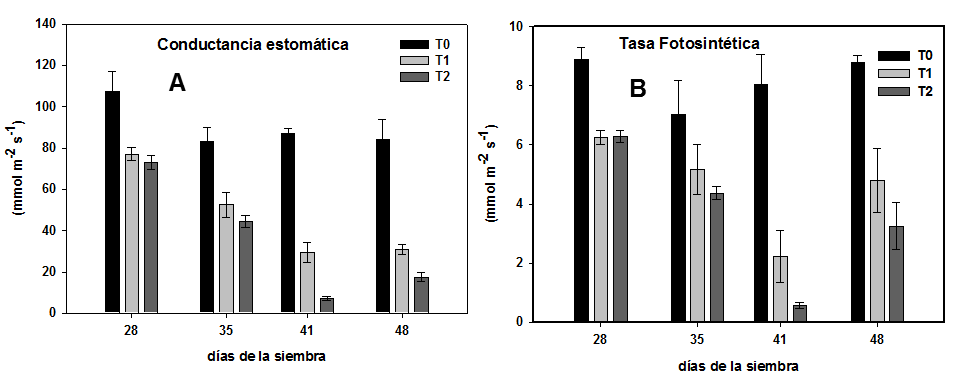 Conductancia estomática
A
T0
T1
T2
140
120
100
80
60
40
20
0
(mmol m-2 s-1)
28 35 41 48
días de la siembra
Tasa Fotosintética
B
T0
T1
T2
10
8
6
4
2
0
(mmol m-2 s-1)
28 35 41 48
días de la siembra